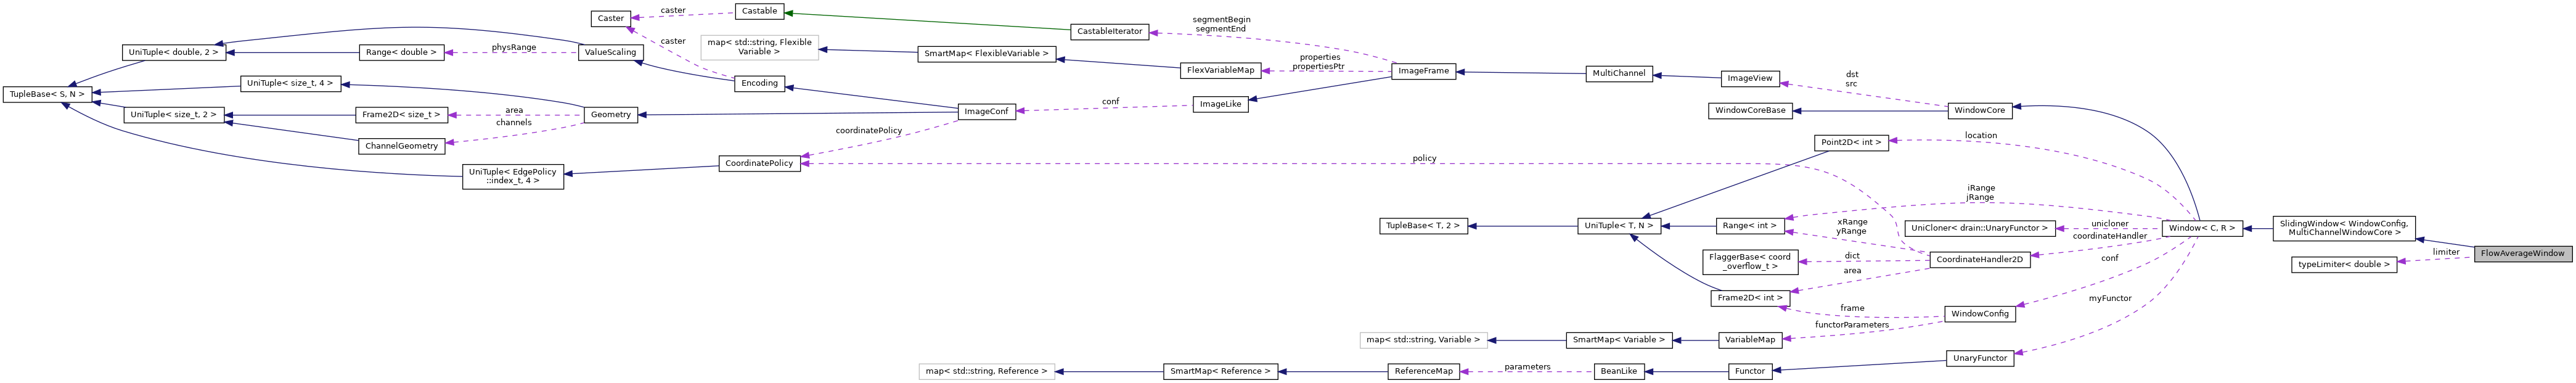 Caster
caster
Castable
UniTuple< double, 2 >
Range< double >
physRange
ValueScaling
caster
map< std::string, Flexible
Variable >
SmartMap< FlexibleVariable >
CastableIterator
segmentBegin
segmentEnd
FlexVariableMap
properties
propertiesPtr
ImageFrame
MultiChannel
ImageView
dst
src
TupleBase< S, N >
UniTuple< size_t, 4 >
Encoding
UniTuple< size_t, 2 >
Frame2D< size_t >
area
channels
Geometry
ImageConf
conf
ImageLike
WindowCoreBase
WindowCore
ChannelGeometry
coordinatePolicy
UniTuple< EdgePolicy
::index_t, 4 >
CoordinatePolicy
policy
Point2D< int >
location
TupleBase< T, 2 >
UniTuple< T, N >
Range< int >
iRange
jRange
xRange
yRange
UniCloner< drain::UnaryFunctor >
unicloner
coordinateHandler
Window< C, R >
SlidingWindow< WindowConfig,
MultiChannelWindowCore >
FlowAverageWindow
limiter
typeLimiter< double >
FlaggerBase< coord
_overflow_t >
dict
area
CoordinateHandler2D
conf
Frame2D< int >
frame
WindowConfig
myFunctor
map< std::string, Variable >
SmartMap< Variable >
VariableMap
functorParameters
map< std::string, Reference >
SmartMap< Reference >
ReferenceMap
parameters
BeanLike
Functor
UnaryFunctor